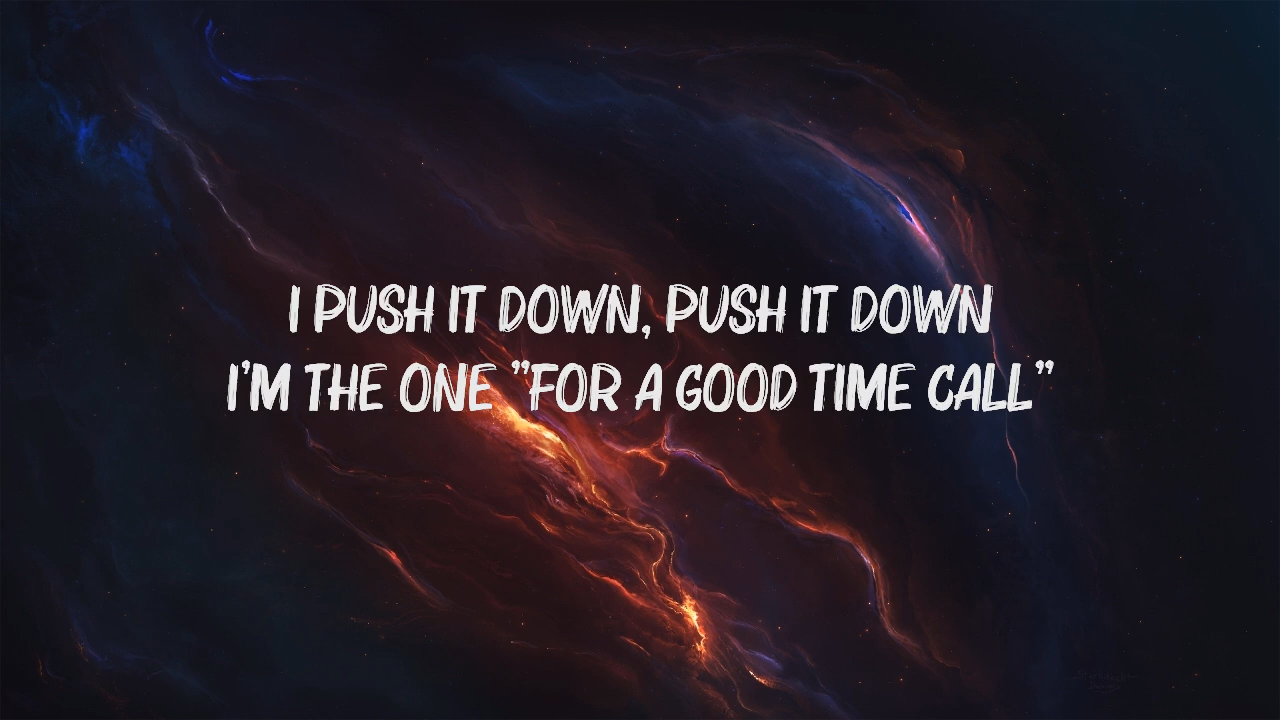 I PUSH IT DOWN, PUSH IT DOWN
I'M THE ONE "FOR A GOOD TIME CALL"